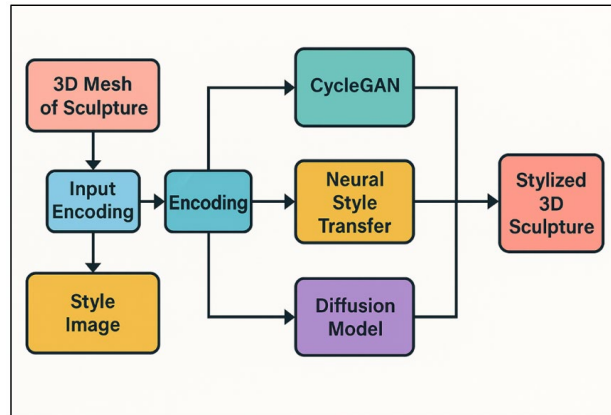 3D Mesh
of Sculpture
Input
Encoding
Style
Image
Encoding
CycleGAN
Neural
Style
Transfer
Diffusion
Model
Stylized
3D
Sculpture